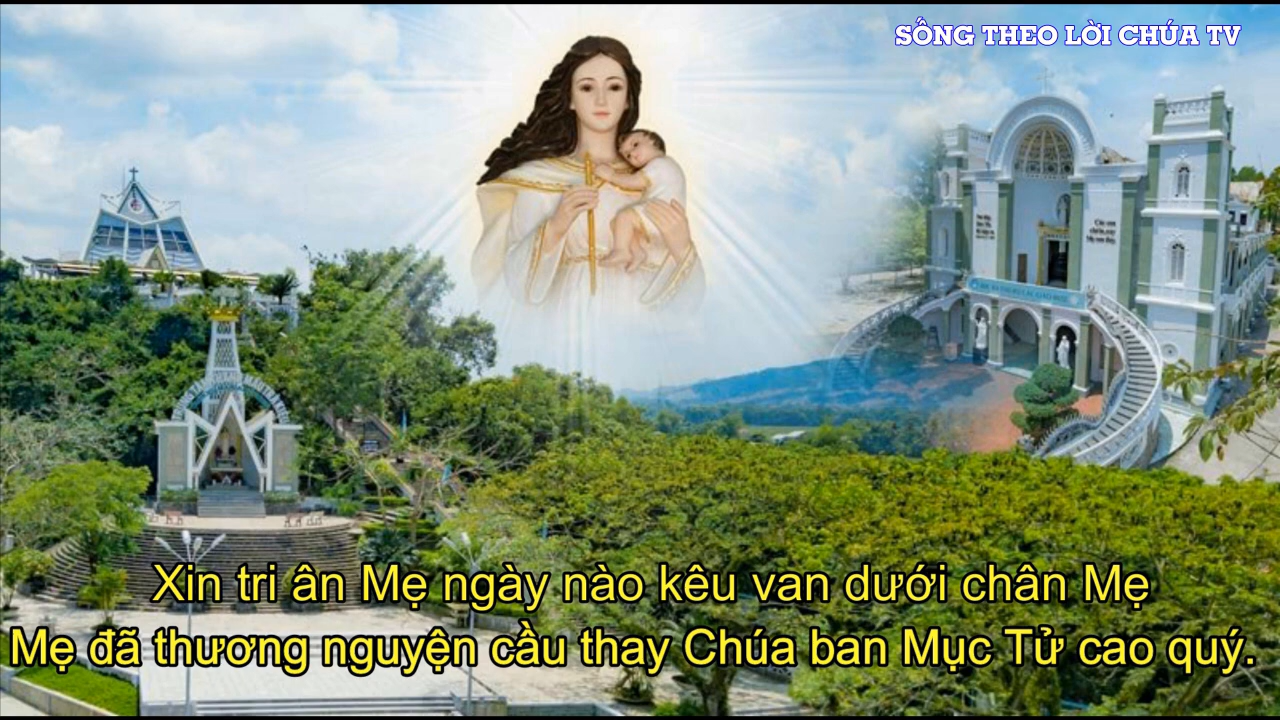 SỐNG THEO LỜI CHÚA TV
Xin tri ân Mẹ ngày nào kêu van dưới chân Mẹ
Mẹ đã thương nguyện cầu thay Chúa ban Mục Tử cao quý.